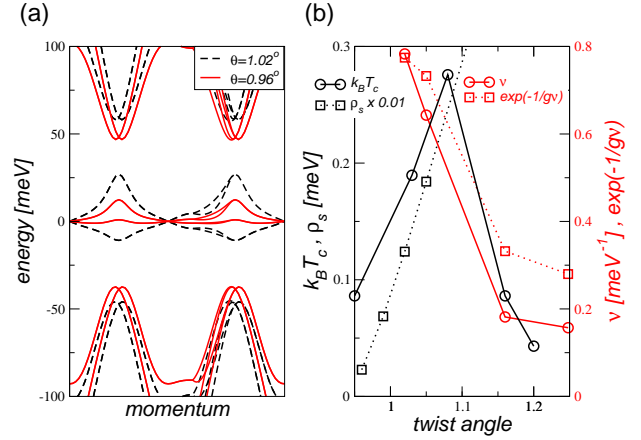 (a)
(b)
100
50
0
-50
-100
energy [meV]
momentum
θ=1.02°
θ=0.96°
0.3
0.2
0.1
0
k_BT_c , ρ_s [meV]
k_BT_c
ρ_s x 0.01
ν
exp(-1/gν)
1
1.1
1.2
twist angle
0.8
0.6
0.4
0.2
0
ν [meV⁻¹] , exp(-1/gν)